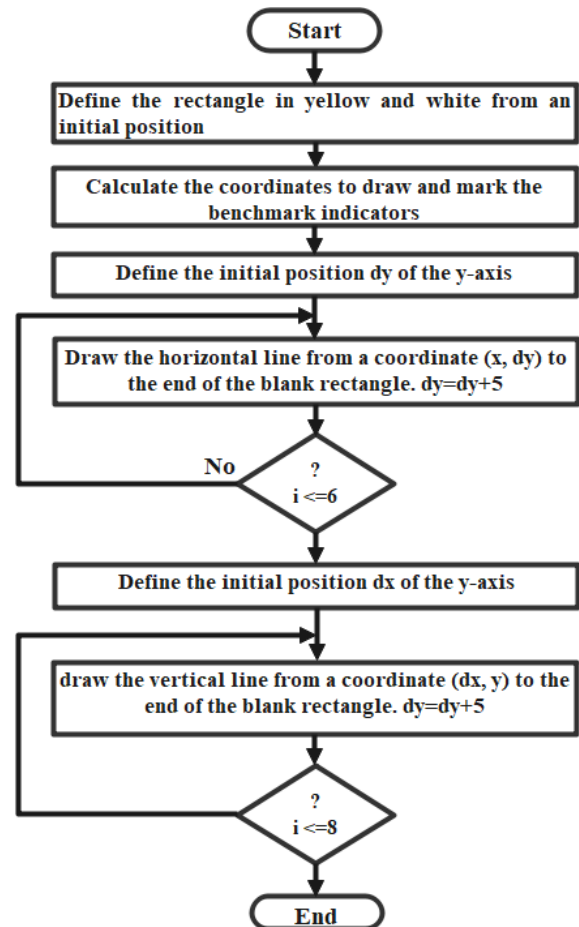 Start
Define the rectangle in yellow and white from an
initial position
Calculate the coordinates to draw and mark the
benchmark indicators
Define the initial position dy of the y-axis
Draw the horizontal line from a coordinate (x, dy) to
the end of the blank rectangle. dy=dy+5
No
?
i <=6
Define the initial position dx of the y-axis
draw the vertical line from a coordinate (dx, y) to the
end of the blank rectangle. dy=dy+5
?
i <=8
End